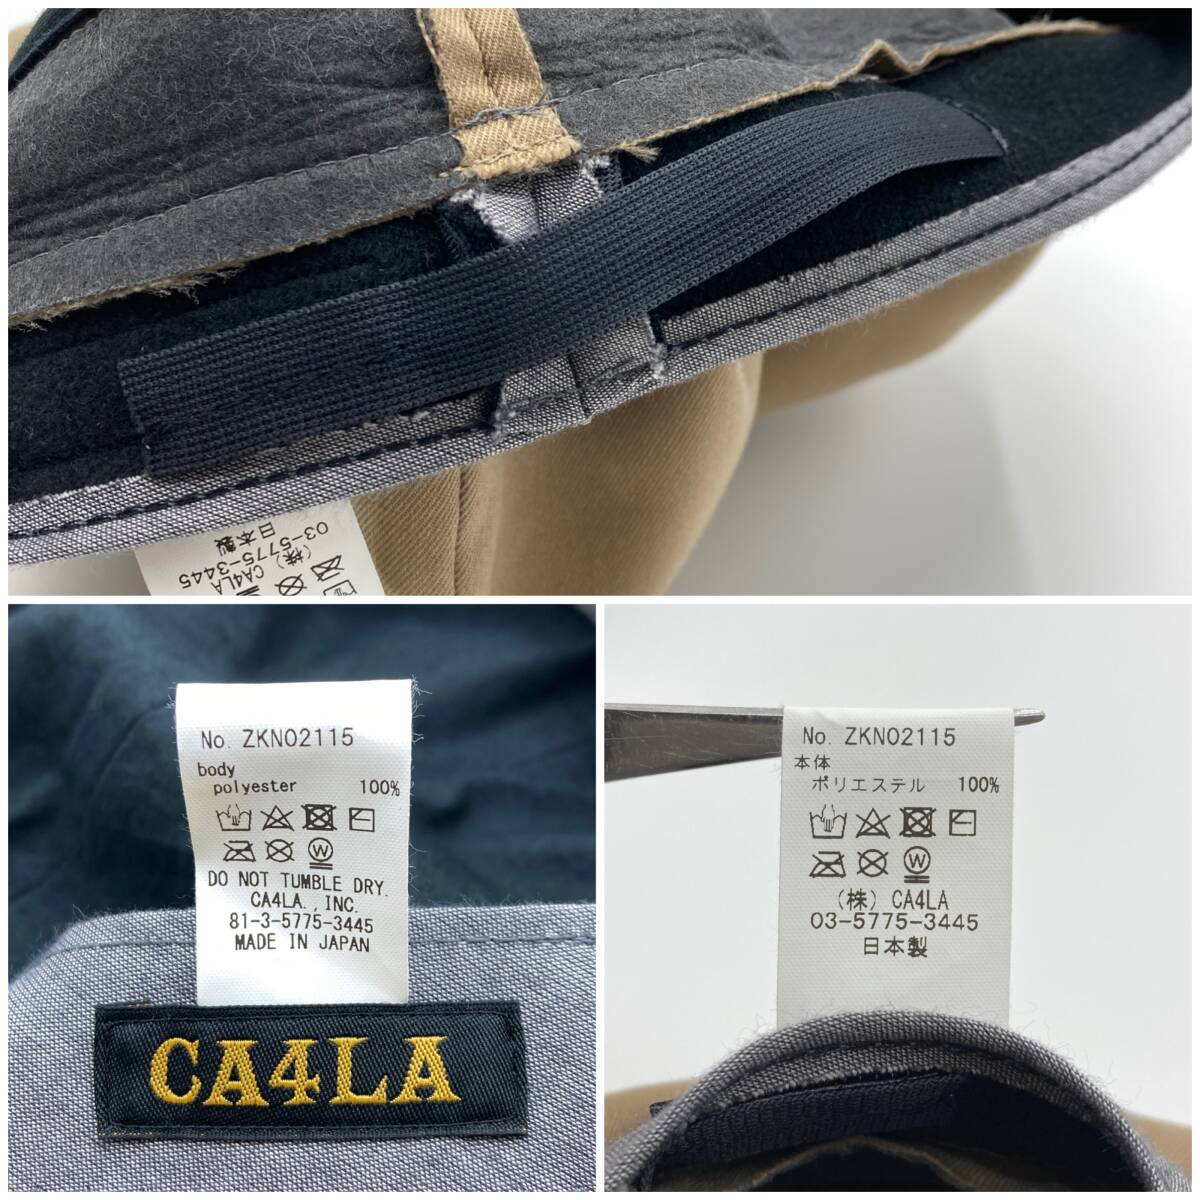 日本製
03-5775-3445
(株) CA4LA
No. ZKN02115
body
polyester 100%
W
DO NOT TUMBLE DRY.
CA4LA., INC.
81-3-5775-3445
MADE IN JAPAN
CA4LA
No. ZKN02115
本体
ポリエステル 100%
W
(株) CA4LA
03-5775-3445
日本製